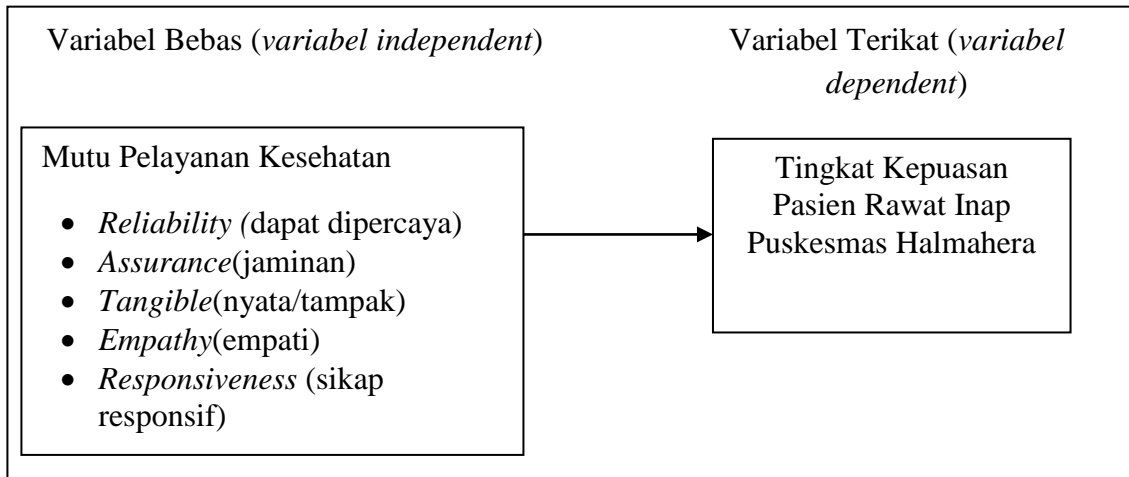 Variabel Bebas (variabel independent)
Variabel Terikat (variabel
dependent)
Mutu Pelayanan Kesehatan
• Reliability (dapat dipercaya)
• Assurance(jaminan)
• Tangible(nyata/tampak)
• Empathy(empati)
• Responsiveness (sikap
responsif)
Tingkat Kepuasan
Pasien Rawat Inap
Puskesmas Halmahera